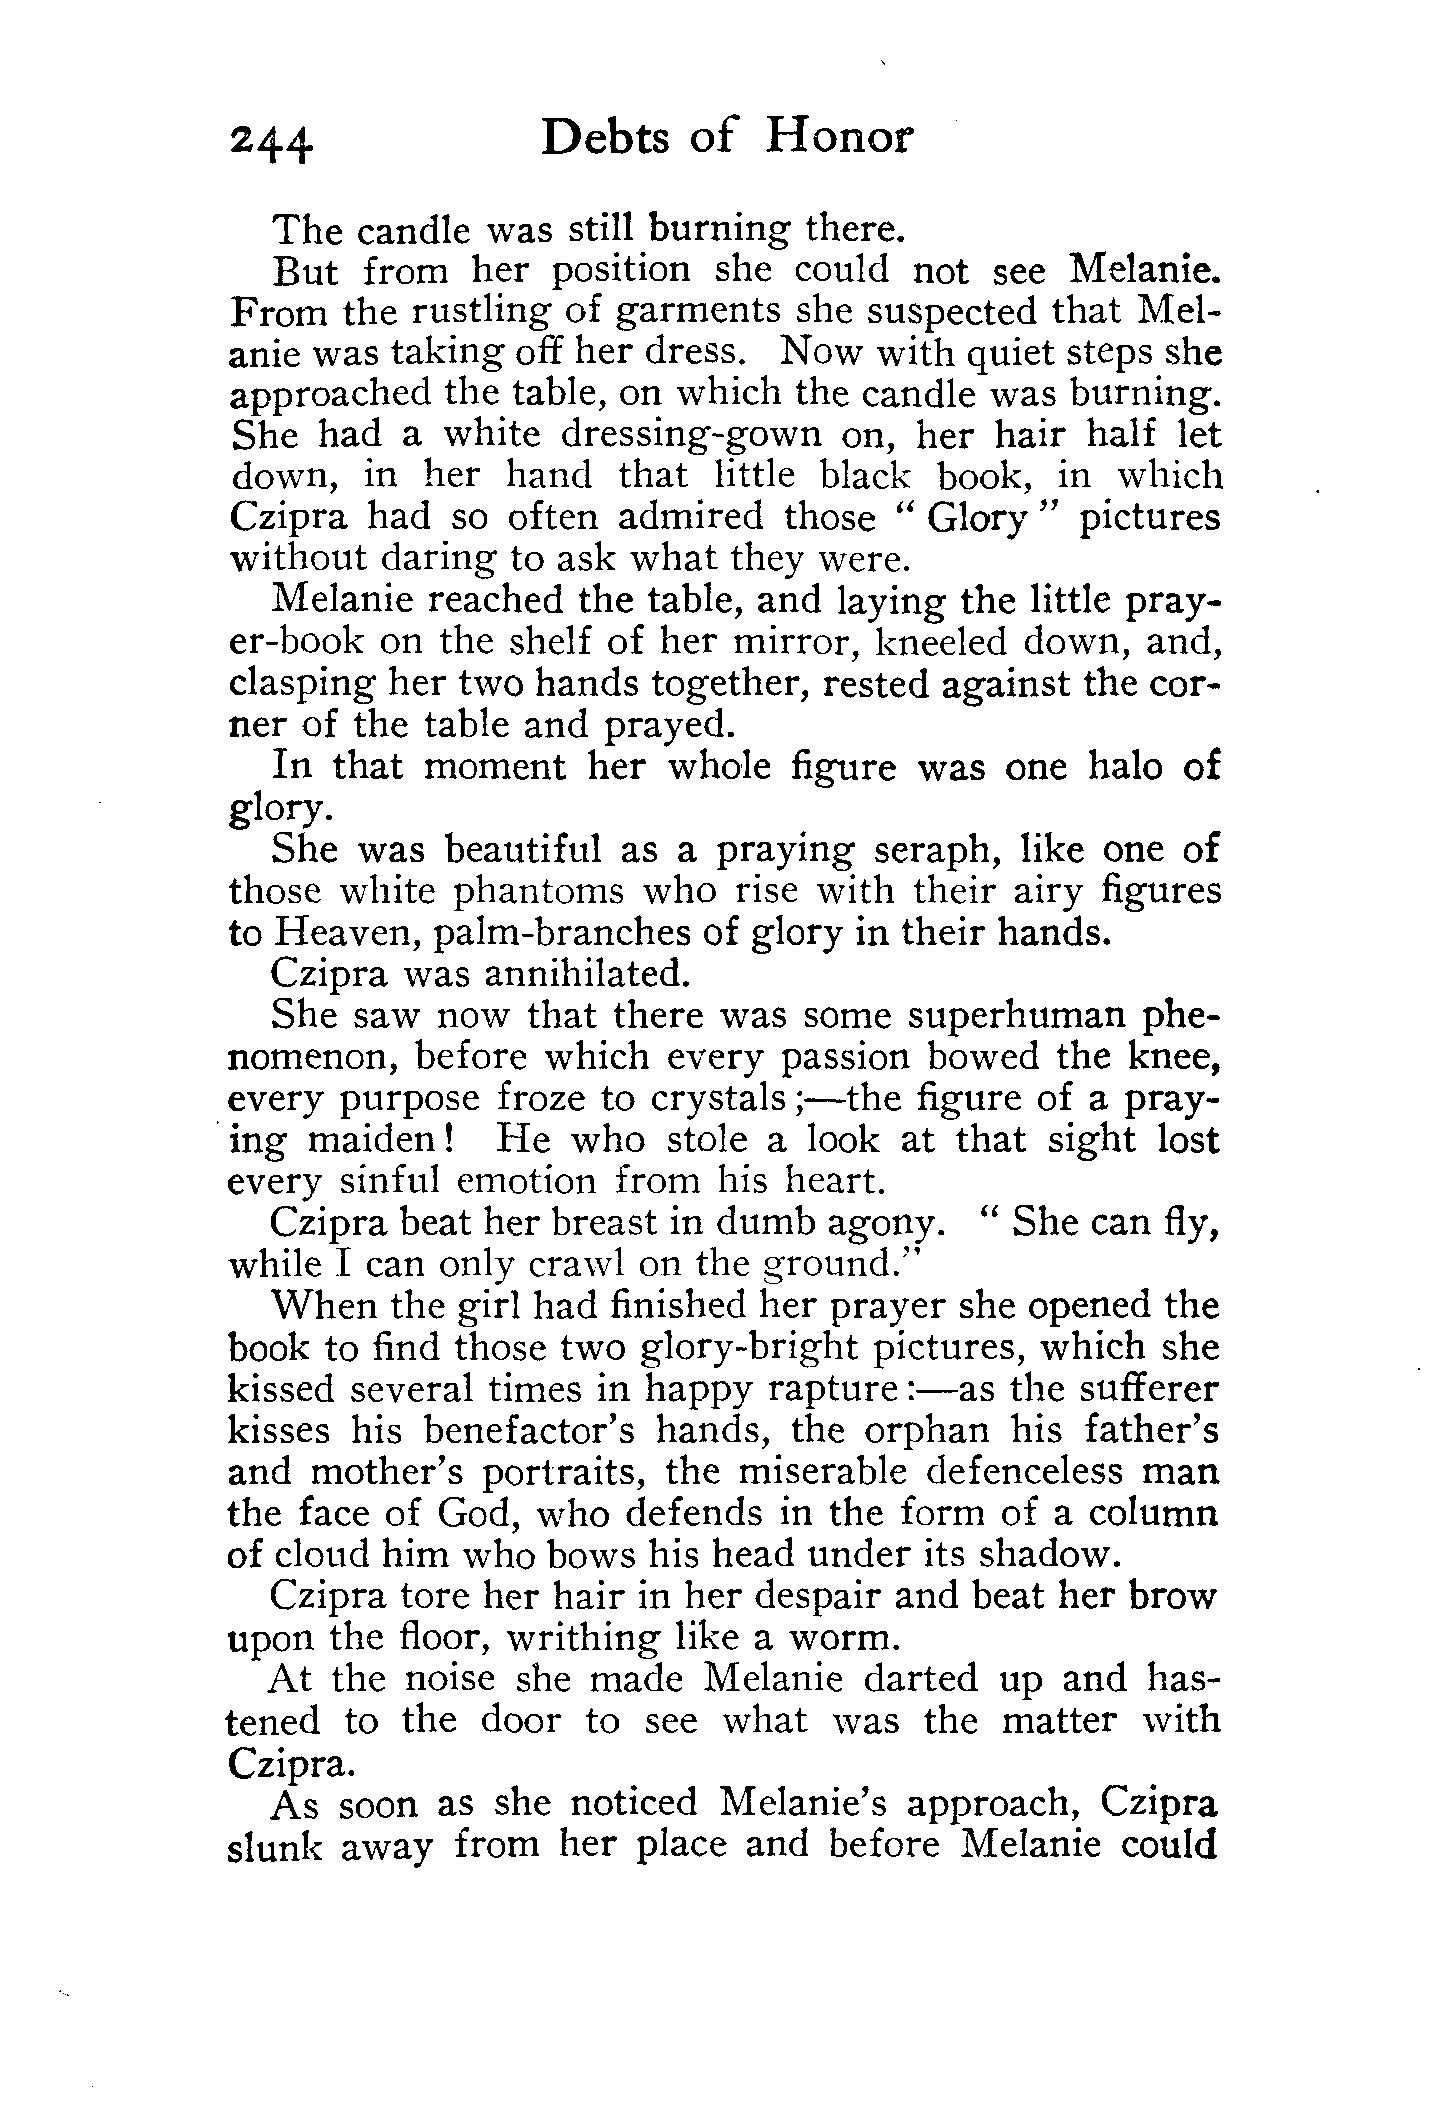 244 Debts of Honor
The candle was still burning there.
But from her position she could not see Melanie.
From the rustling of garments she suspected that Mel-
anie was taking off her dress. Now with quiet steps she
approached the table, on which the candle was burning.
She had a white dressing-gown on, her hair half let
down, in her hand that little black book, in which
Czipra had so often admired those " Glory " pictures
without daring to ask what they were.
Melanie reached the table, and laying the little pray-
er-book on the shelf of her mirror, kneeled down, and,
clasping her two hands together, rested against the cor-
ner of the table and prayed.
In that moment her whole figure was one halo of
glory.
She was beautiful as a praying seraph, like one of
those white phantoms who rise with their airy figures
to Heaven, palm-branches of glory in their hands.
Czipra was annihilated.
She saw now that there was some superhuman phe-
nomenon, before which every passion bowed the knee,
every purpose froze to crystals ;—the figure of a pray-
ing maiden! He who stole a look at that sight lost
every sinful emotion from his heart.
Czipra beat her breast in dumb agony. " She can fly,
while I can only crawl on the ground."
When the girl had finished her prayer she opened the
book to find those two glory-bright pictures, which she
kissed several times in happy rapture :—as the sufferer
kisses his benefactor's hands, the orphan his father's
and mother's portraits, the miserable defenceless man
the face of God, who defends in the form of a column
of cloud him who bows his head under its shadow.
Czipra tore her hair in her despair and beat her brow
upon the floor, writhing like a worm.
At the noise she made Melanie darted up and has-
tened to the door to see what was the matter with
Czipra.
As soon as she noticed Melanie's approach, Czipra
slunk away from her place and before Melanie could